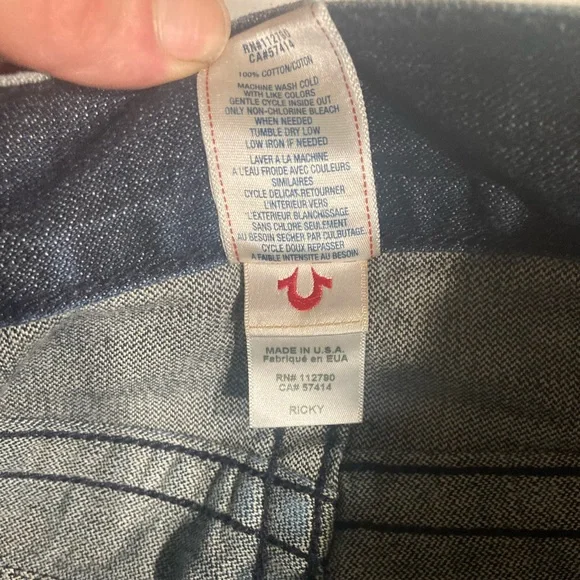 RN#112790
CA#57414
100% COTTON/COTON
MACHINE WASH COLD
WITH LIKE COLORS
GENTLE CYCLE INSIDE OUT
ONLY NON-CHLORINE BLEACH
WHEN NEEDED
TUMBLE DRY LOW
LOW IRON IF NEEDED
LAVER A LA MACHINE
A L'EAU FROIDE AVEC COULEURS
SIMILAIRES
CYCLE DELICAT-RETOURNER
L'INTERIEUR VERS
L'EXTERIEUR BLANCHISSAGE
SANS CHLORE SEULEMENT
AU BESOIN SECHER PAR CULBUTAGE
CYCLE DOUX REPASSER
A FAIBLE INTENSITE AU BESOIN
MADE IN U.S.A.
Fabriqué en EUA
RN# 112790
CA# 57414
RICKY